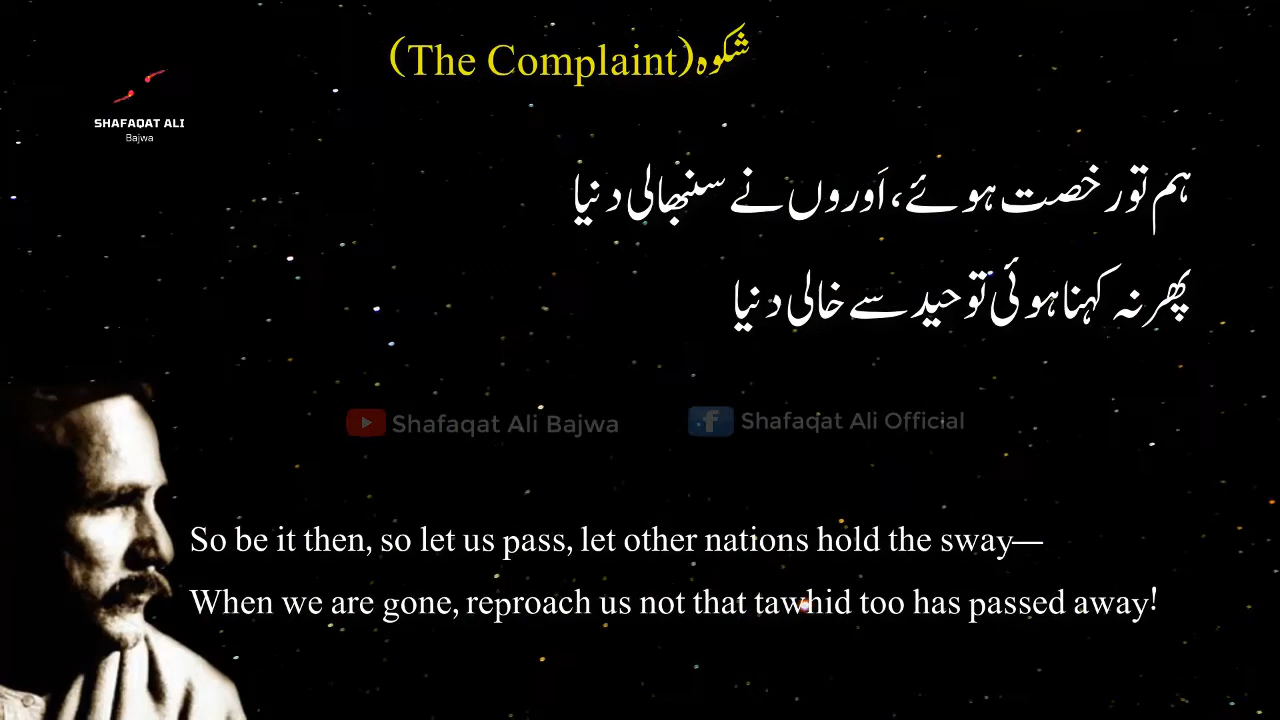 شکوہ(The Complaint)
SHAFAQAT ALI
Bajwa
ہم تو رخصت ہوئے، اَوروں نے سنبھالی دنیا
پھر نہ کہنا ہوئی توحید سے خالی دنیا
Shafaqat Ali Bajwa
Shafaqat Ali Official
So be it then, so let us pass, let other nations hold the sway—
When we are gone, reproach us not that tawhid too has passed away!